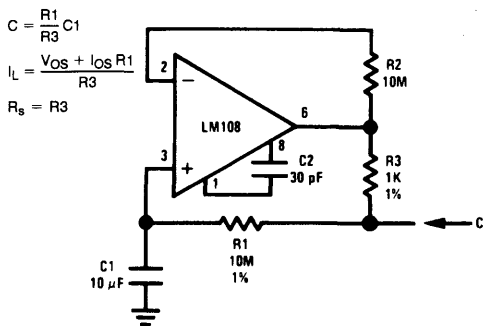 C = R1/R3 C1
I_L = V_OS + I_OS R1/R3
R_s = R3
2
−
LM108
3
+
6
8
1
C2
30 pF
R2
10M
R3
1K
1%
R1
10M
1%
C
C1
10 μF